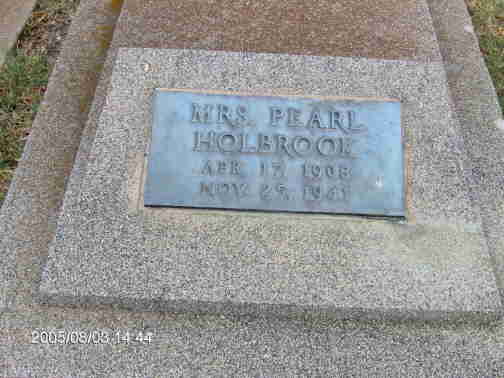 MRS. PEARL
HOLBROOK
APR. 17, 1908
NOV. 25, 1941
2005/08/03 14:44